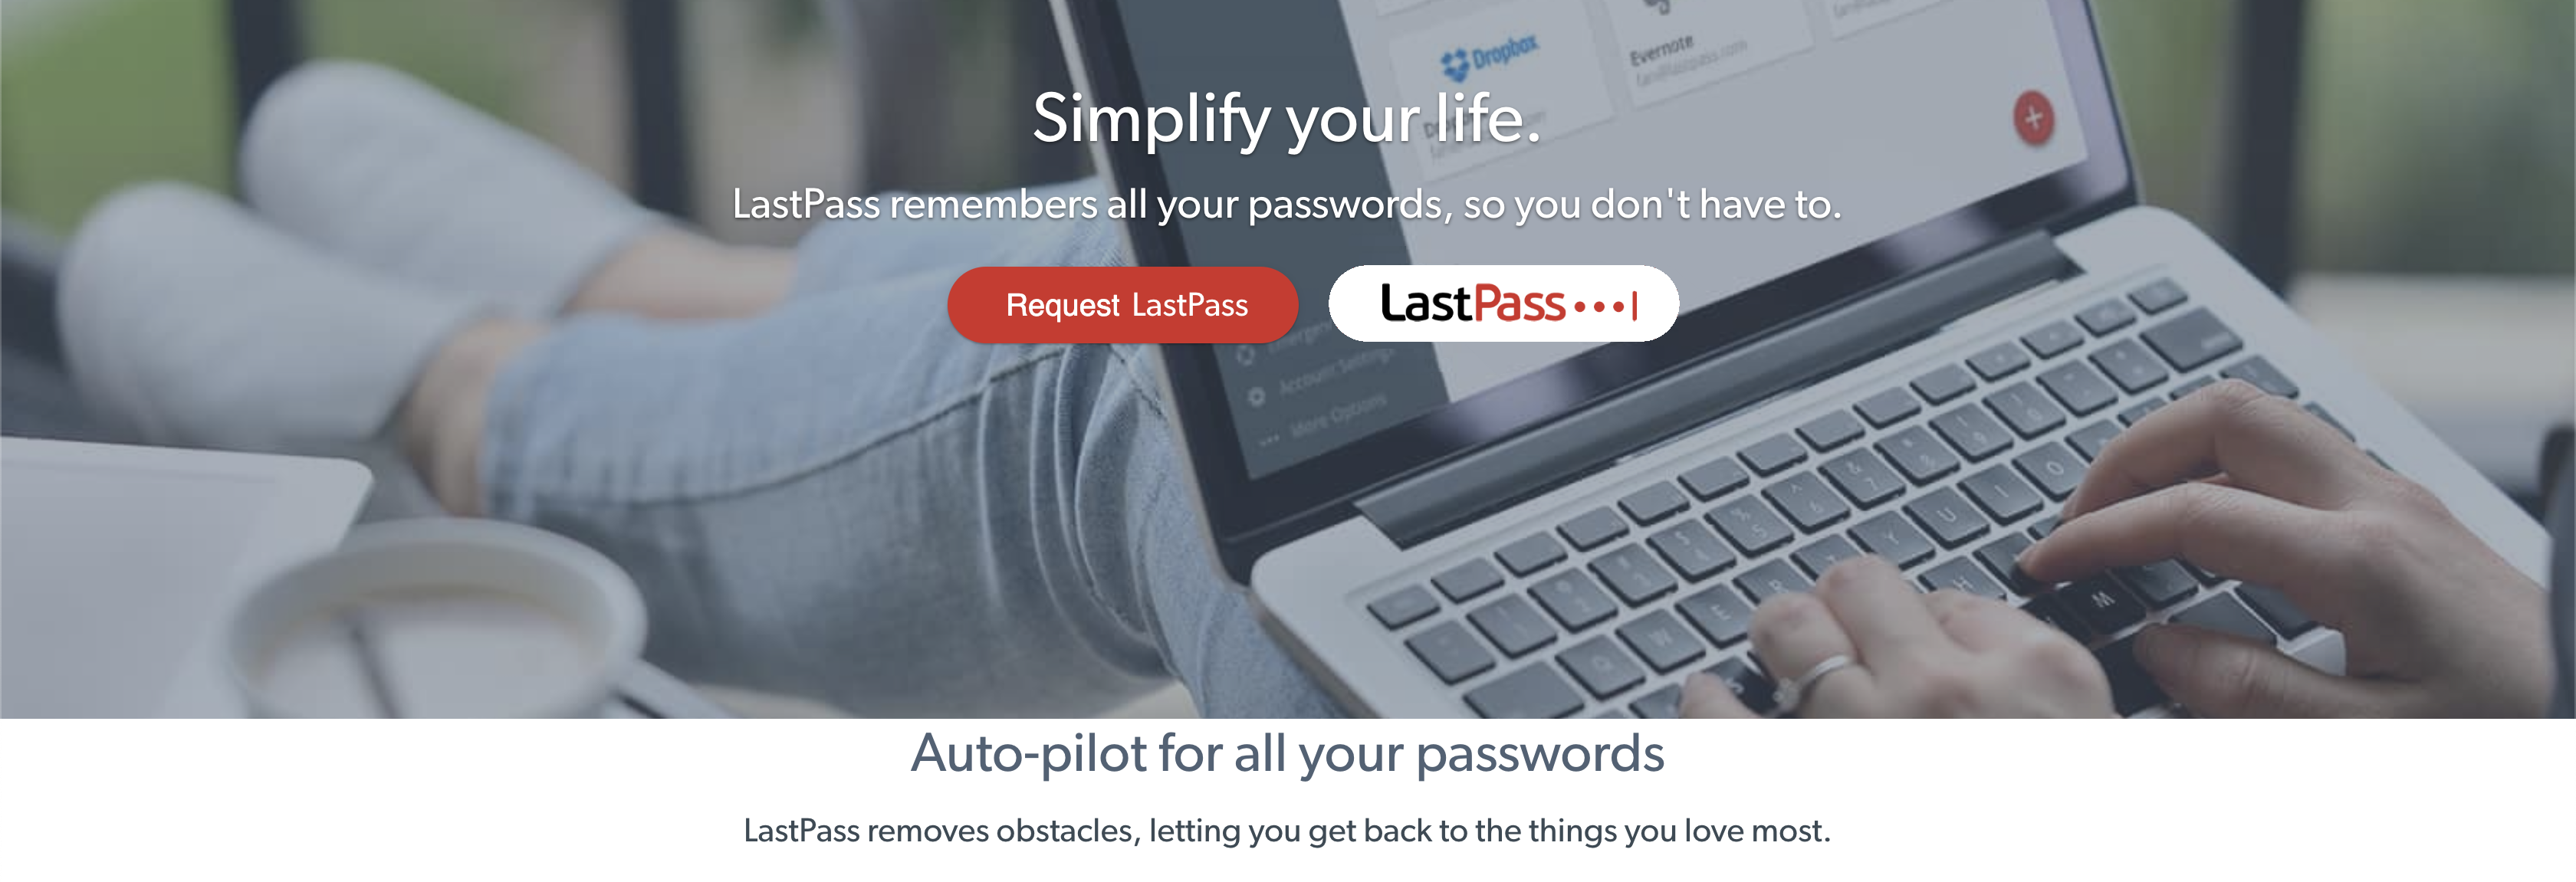 Dropbox
Evernote
Simplify your life.
LastPass remembers all your passwords, so you don't have to.
Request LastPass
LastPass
Account Settings
More Options
Auto-pilot for all your passwords
LastPass removes obstacles, letting you get back to the things you love most.